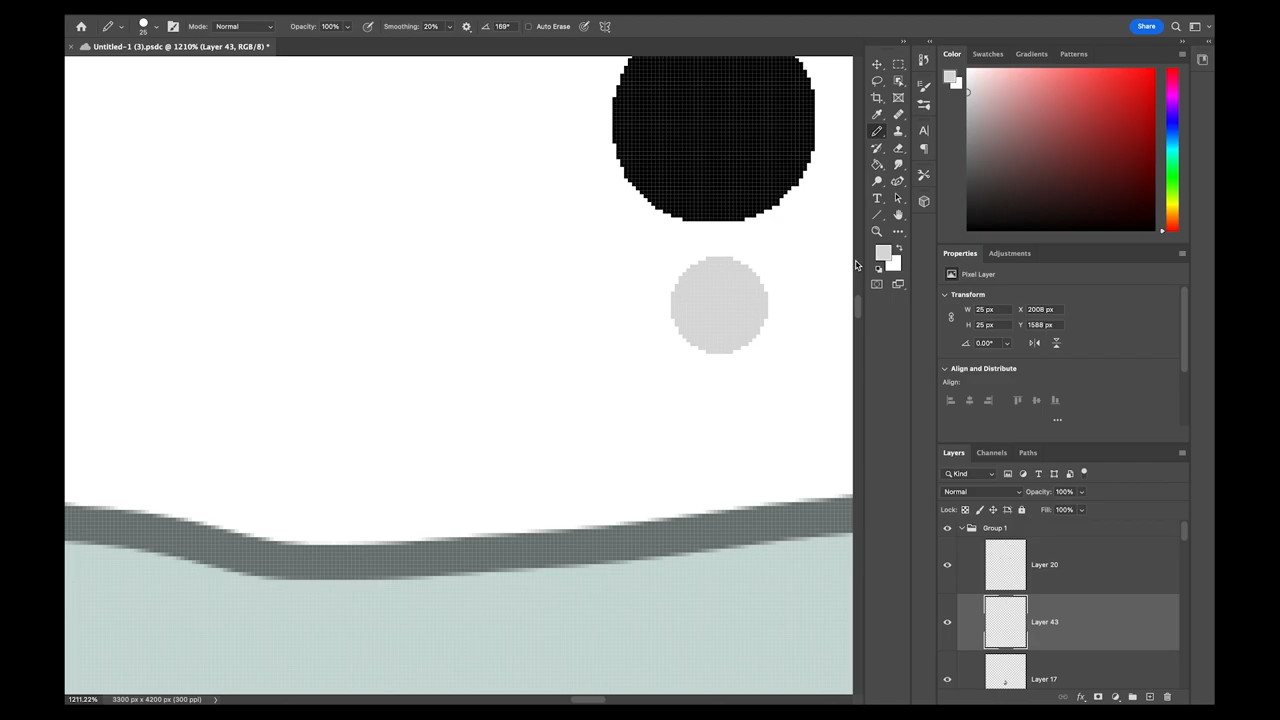 25
Mode: Normal
Opacity: 100%
Smoothing: 20%
169°
Auto Erase
Share
× Untitled-1 (3).psdc @ 1210% (Layer 43, RGB/8) *
Color Swatches Gradients Patterns
Properties Adjustments
Pixel Layer
Transform
W 25 px X 2008 px
H 25 px Y 1588 px
0.00°
Align and Distribute
Align:
Layers Channels Paths
Kind
Normal Opacity: 100%
Lock: Fill: 100%
Group 1
Layer 20
Layer 43
Layer 17
fx
1211.22% 3300 px x 4200 px (300 ppi)